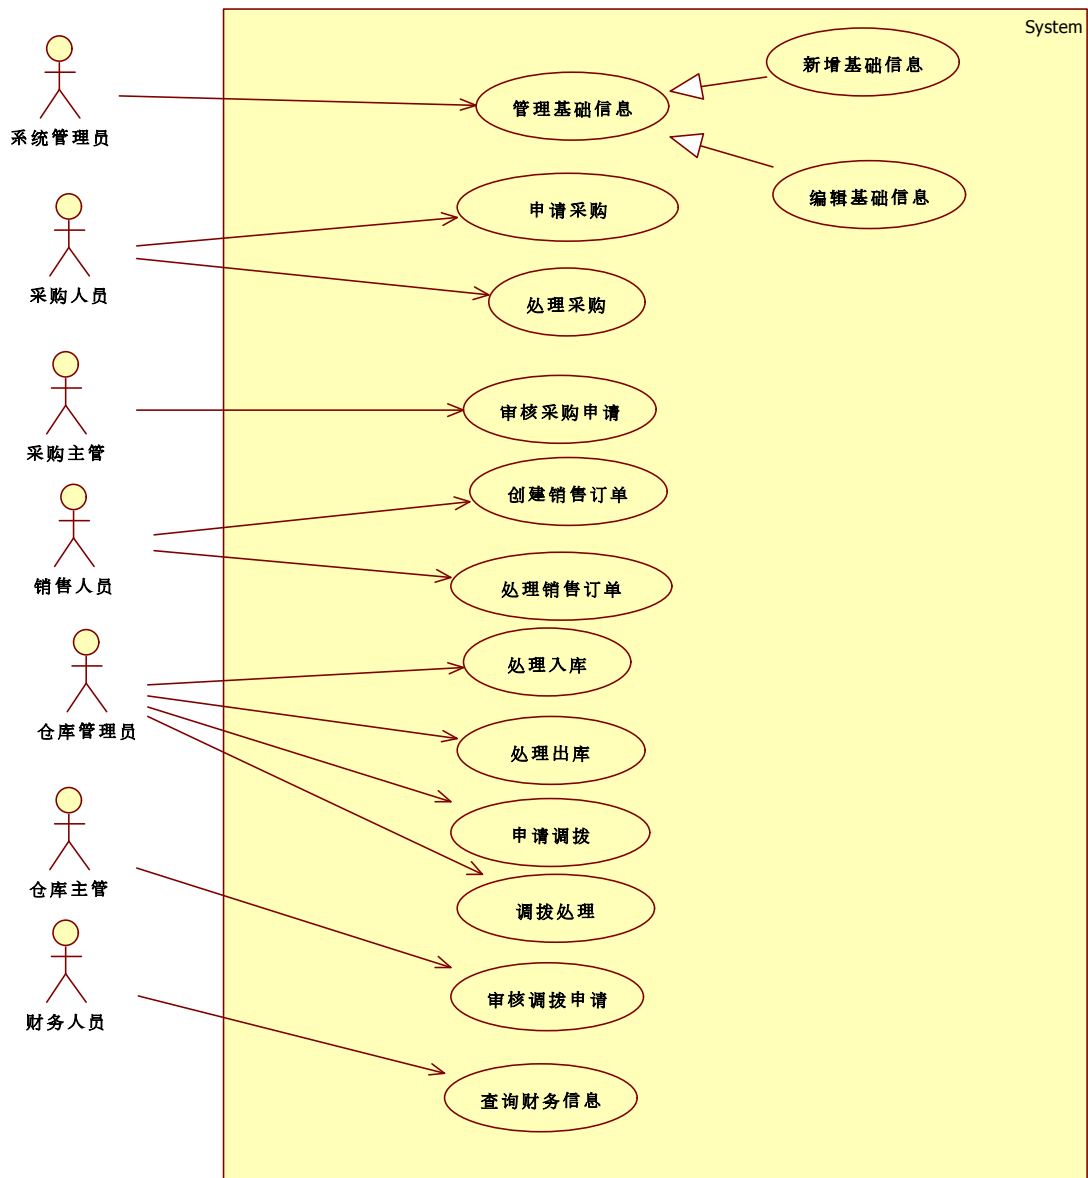 System
新增基础信息
管理基础信息
系统管理员
编辑基础信息
申请采购
采购人员
处理采购
审核采购申请
采购主管
创建销售订单
销售人员
处理销售订单
处理入库
仓库管理员
处理出库
申请调拨
仓库主管
调拨处理
审核调拨申请
财务人员
查询财务信息